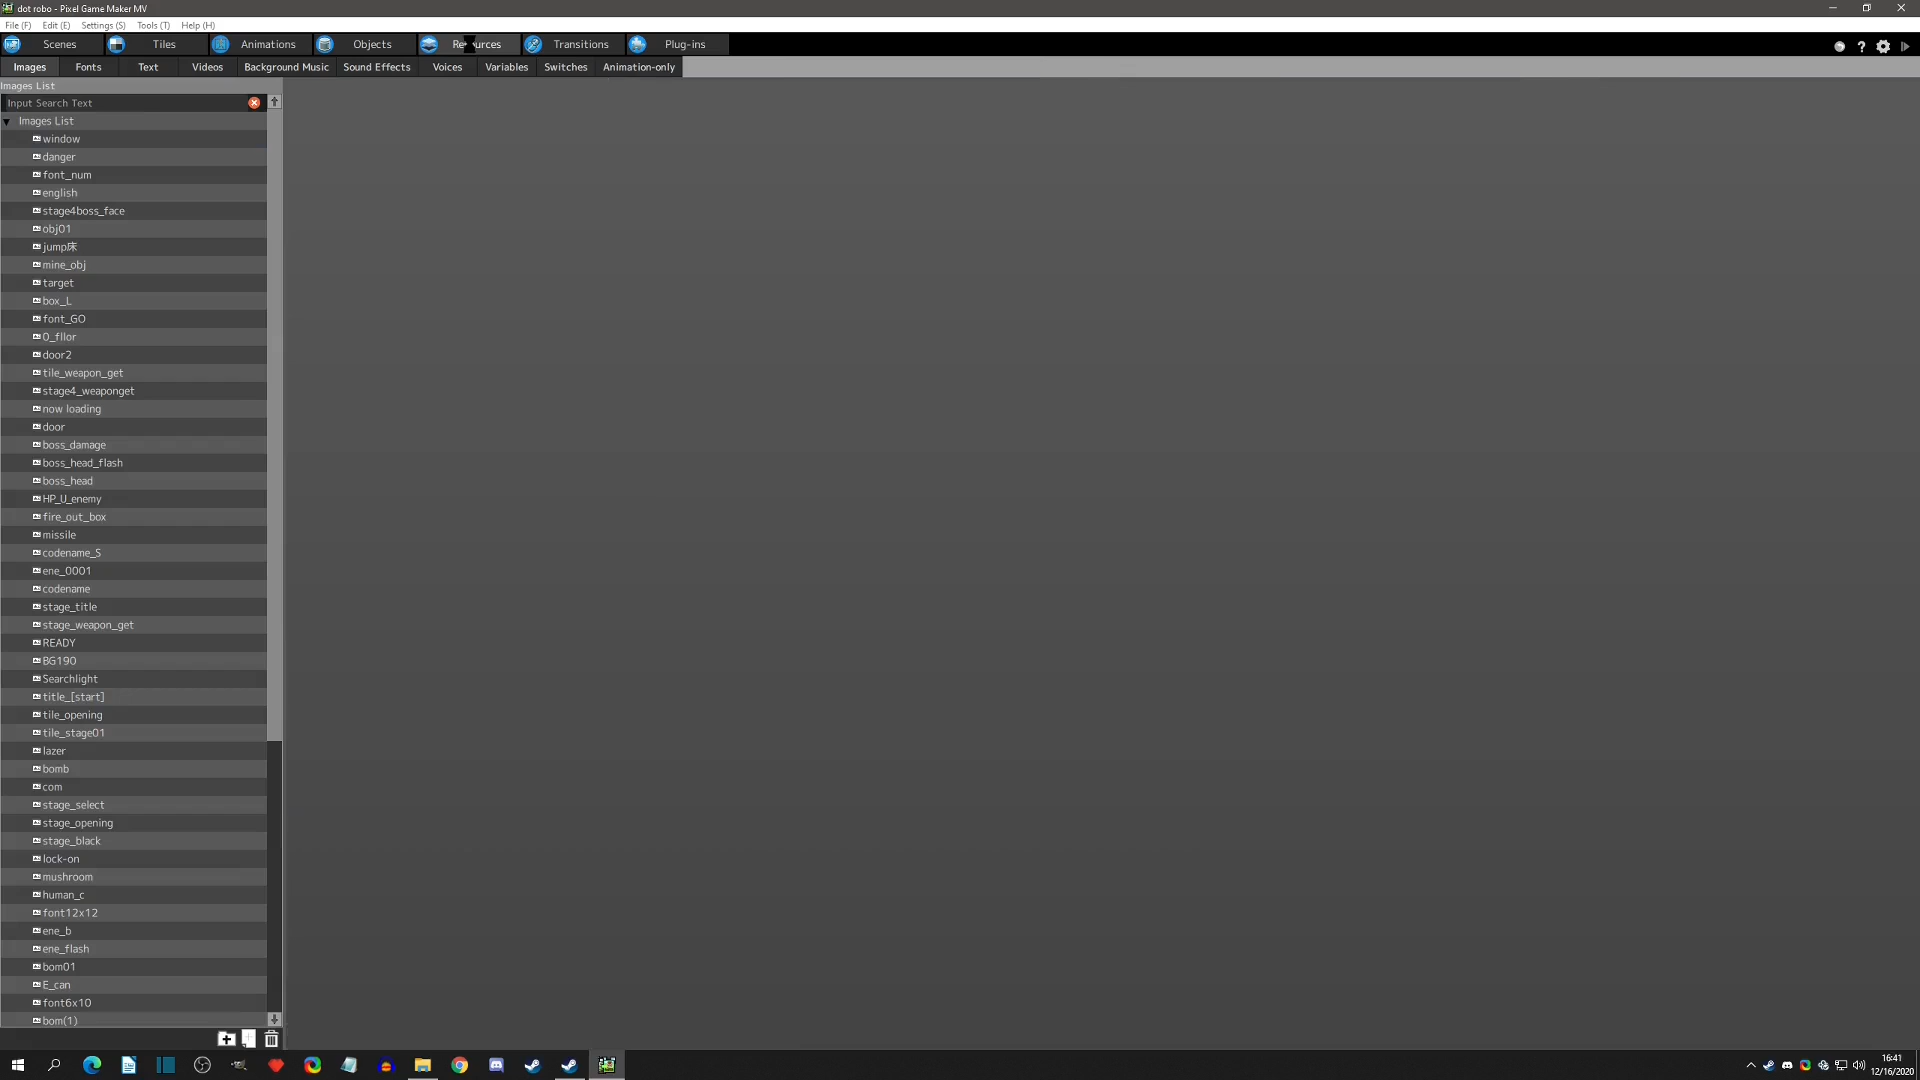 dot robo - Pixel Game Maker MV
File (F) Edit (E) Settings (S) Tools (T) Help (H)
Scenes Tiles Animations Objects Resources Transitions Plug-ins
Images Fonts Text Videos Background Music Sound Effects Voices Variables Switches Animation-only
Images List
Input Search Text
Images List
window
danger
font_num
english
stage4boss_face
obj01
jump床
mine_obj
target
box_L
font_GO
0_fllor
door2
tile_weapon_get
stage4_weaponget
now loading
door
boss_damage
boss_head_flash
boss_head
HP_U_enemy
fire_out_box
missile
codename_S
ene_0001
codename
stage_title
stage_weapon_get
READY
BG190
Searchlight
title_[start]
tile_opening
tile_stage01
lazer
bomb
com
stage_select
stage_opening
stage_black
lock-on
mushroom
human_c
font12x12
ene_b
ene_flash
bom01
E_can
font6x10
bom(1)
16:41
12/16/2020